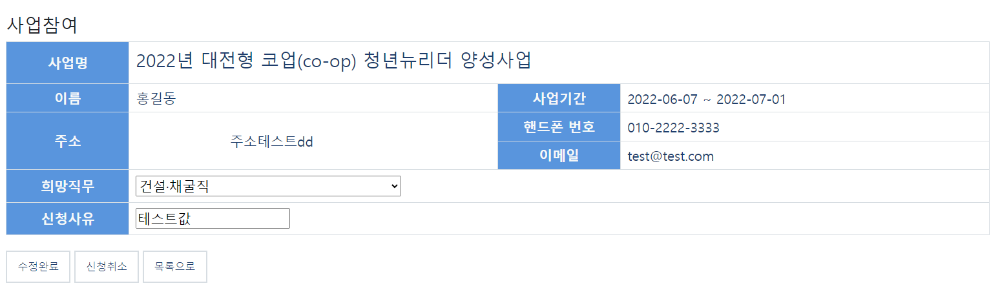 사업참여
사업명 2022년 대전형 코업(co-op) 청년뉴리더 양성사업
이름 홍길동 사업기간 2022-06-07 ~ 2022-07-01
주소 주소테스트dd 핸드폰 번호 010-2222-3333
이메일 test@test.com
희망직무 건설·채굴직
신청사유 테스트값
수정완료 신청취소 목록으로